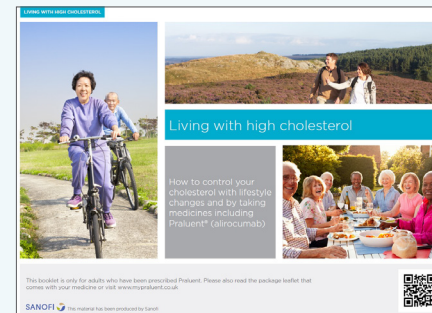 LIVING WITH HIGH CHOLESTEROL
Living with high cholesterol
How to control your
cholesterol with lifestyle
changes and by taking
medicines including
Praluent® (alirocumab)
This booklet is only for adults who have been prescribed Praluent. Please also read the package leaflet that
comes with your medicine or visit www.mypraluent.co.uk
SANOFI This material has been produced by Sanofi